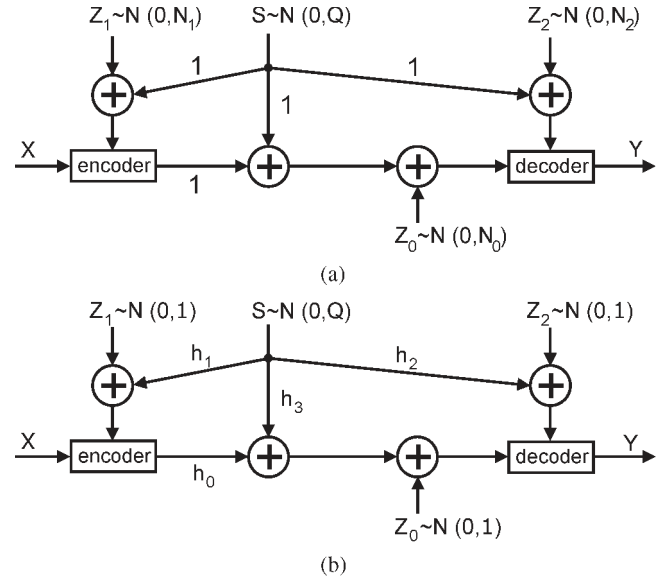 Z₁~N (0,N₁) S~N (0,Q) Z₂~N (0,N₂)
1 1
1
X encoder decoder Y
1
Z₀~N (0,N₀)
(a)
Z₁~N (0,1) S~N (0,Q) Z₂~N (0,1)
h₁ h₂
h₃
X encoder decoder Y
h₀
Z₀~N (0,1)
(b)